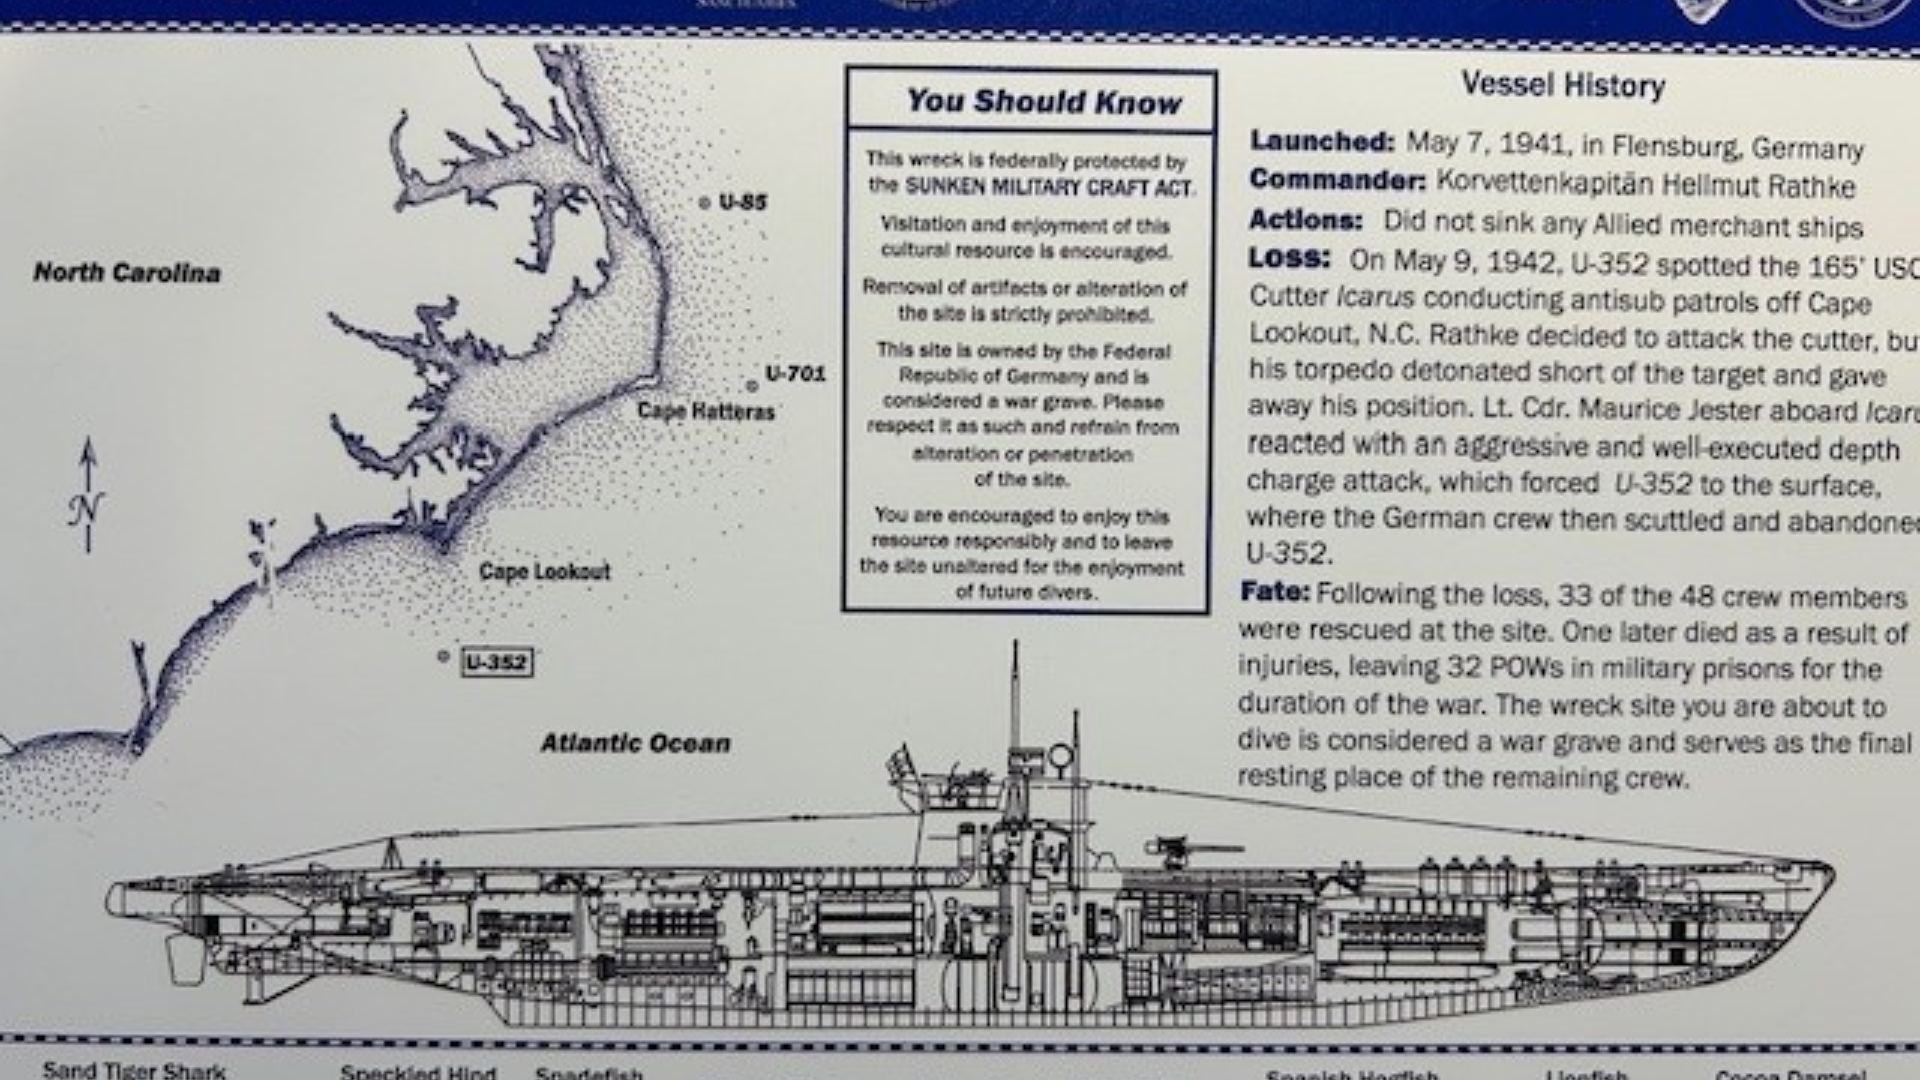 SANCTUARIES
North Carolina
U-85
U-701
Cape Hatteras
N
Cape Lookout
U-352
Atlantic Ocean
You Should Know
This wreck is federally protected by
the SUNKEN MILITARY CRAFT ACT.
Visitation and enjoyment of this
cultural resource is encouraged.
Removal of artifacts or alteration of
the site is strictly prohibited.
This site is owned by the Federal
Republic of Germany and is
considered a war grave. Please
respect it as such and refrain from
alteration or penetration
of the site.
You are encouraged to enjoy this
resource responsibly and to leave
the site unaltered for the enjoyment
of future divers.
Vessel History
Launched: May 7, 1941, in Flensburg, Germany
Commander: Korvettenkapitän Hellmut Rathke
Actions: Did not sink any Allied merchant ships
Loss: On May 9, 1942, U-352 spotted the 165' USC
Cutter Icarus conducting antisub patrols off Cape
Lookout, N.C. Rathke decided to attack the cutter, bu
his torpedo detonated short of the target and gave
away his position. Lt. Cdr. Maurice Jester aboard Icaru
reacted with an aggressive and well-executed depth
charge attack, which forced U-352 to the surface,
where the German crew then scuttled and abandoned
U-352.
Fate: Following the loss, 33 of the 48 crew members
were rescued at the site. One later died as a result of
injuries, leaving 32 POWs in military prisons for the
duration of the war. The wreck site you are about to
dive is considered a war grave and serves as the final
resting place of the remaining crew.
Sand Tiger Shark
Speckled Hind
Spadefish
Spanish Hogfish
Lionfish
Cocoa Damsel